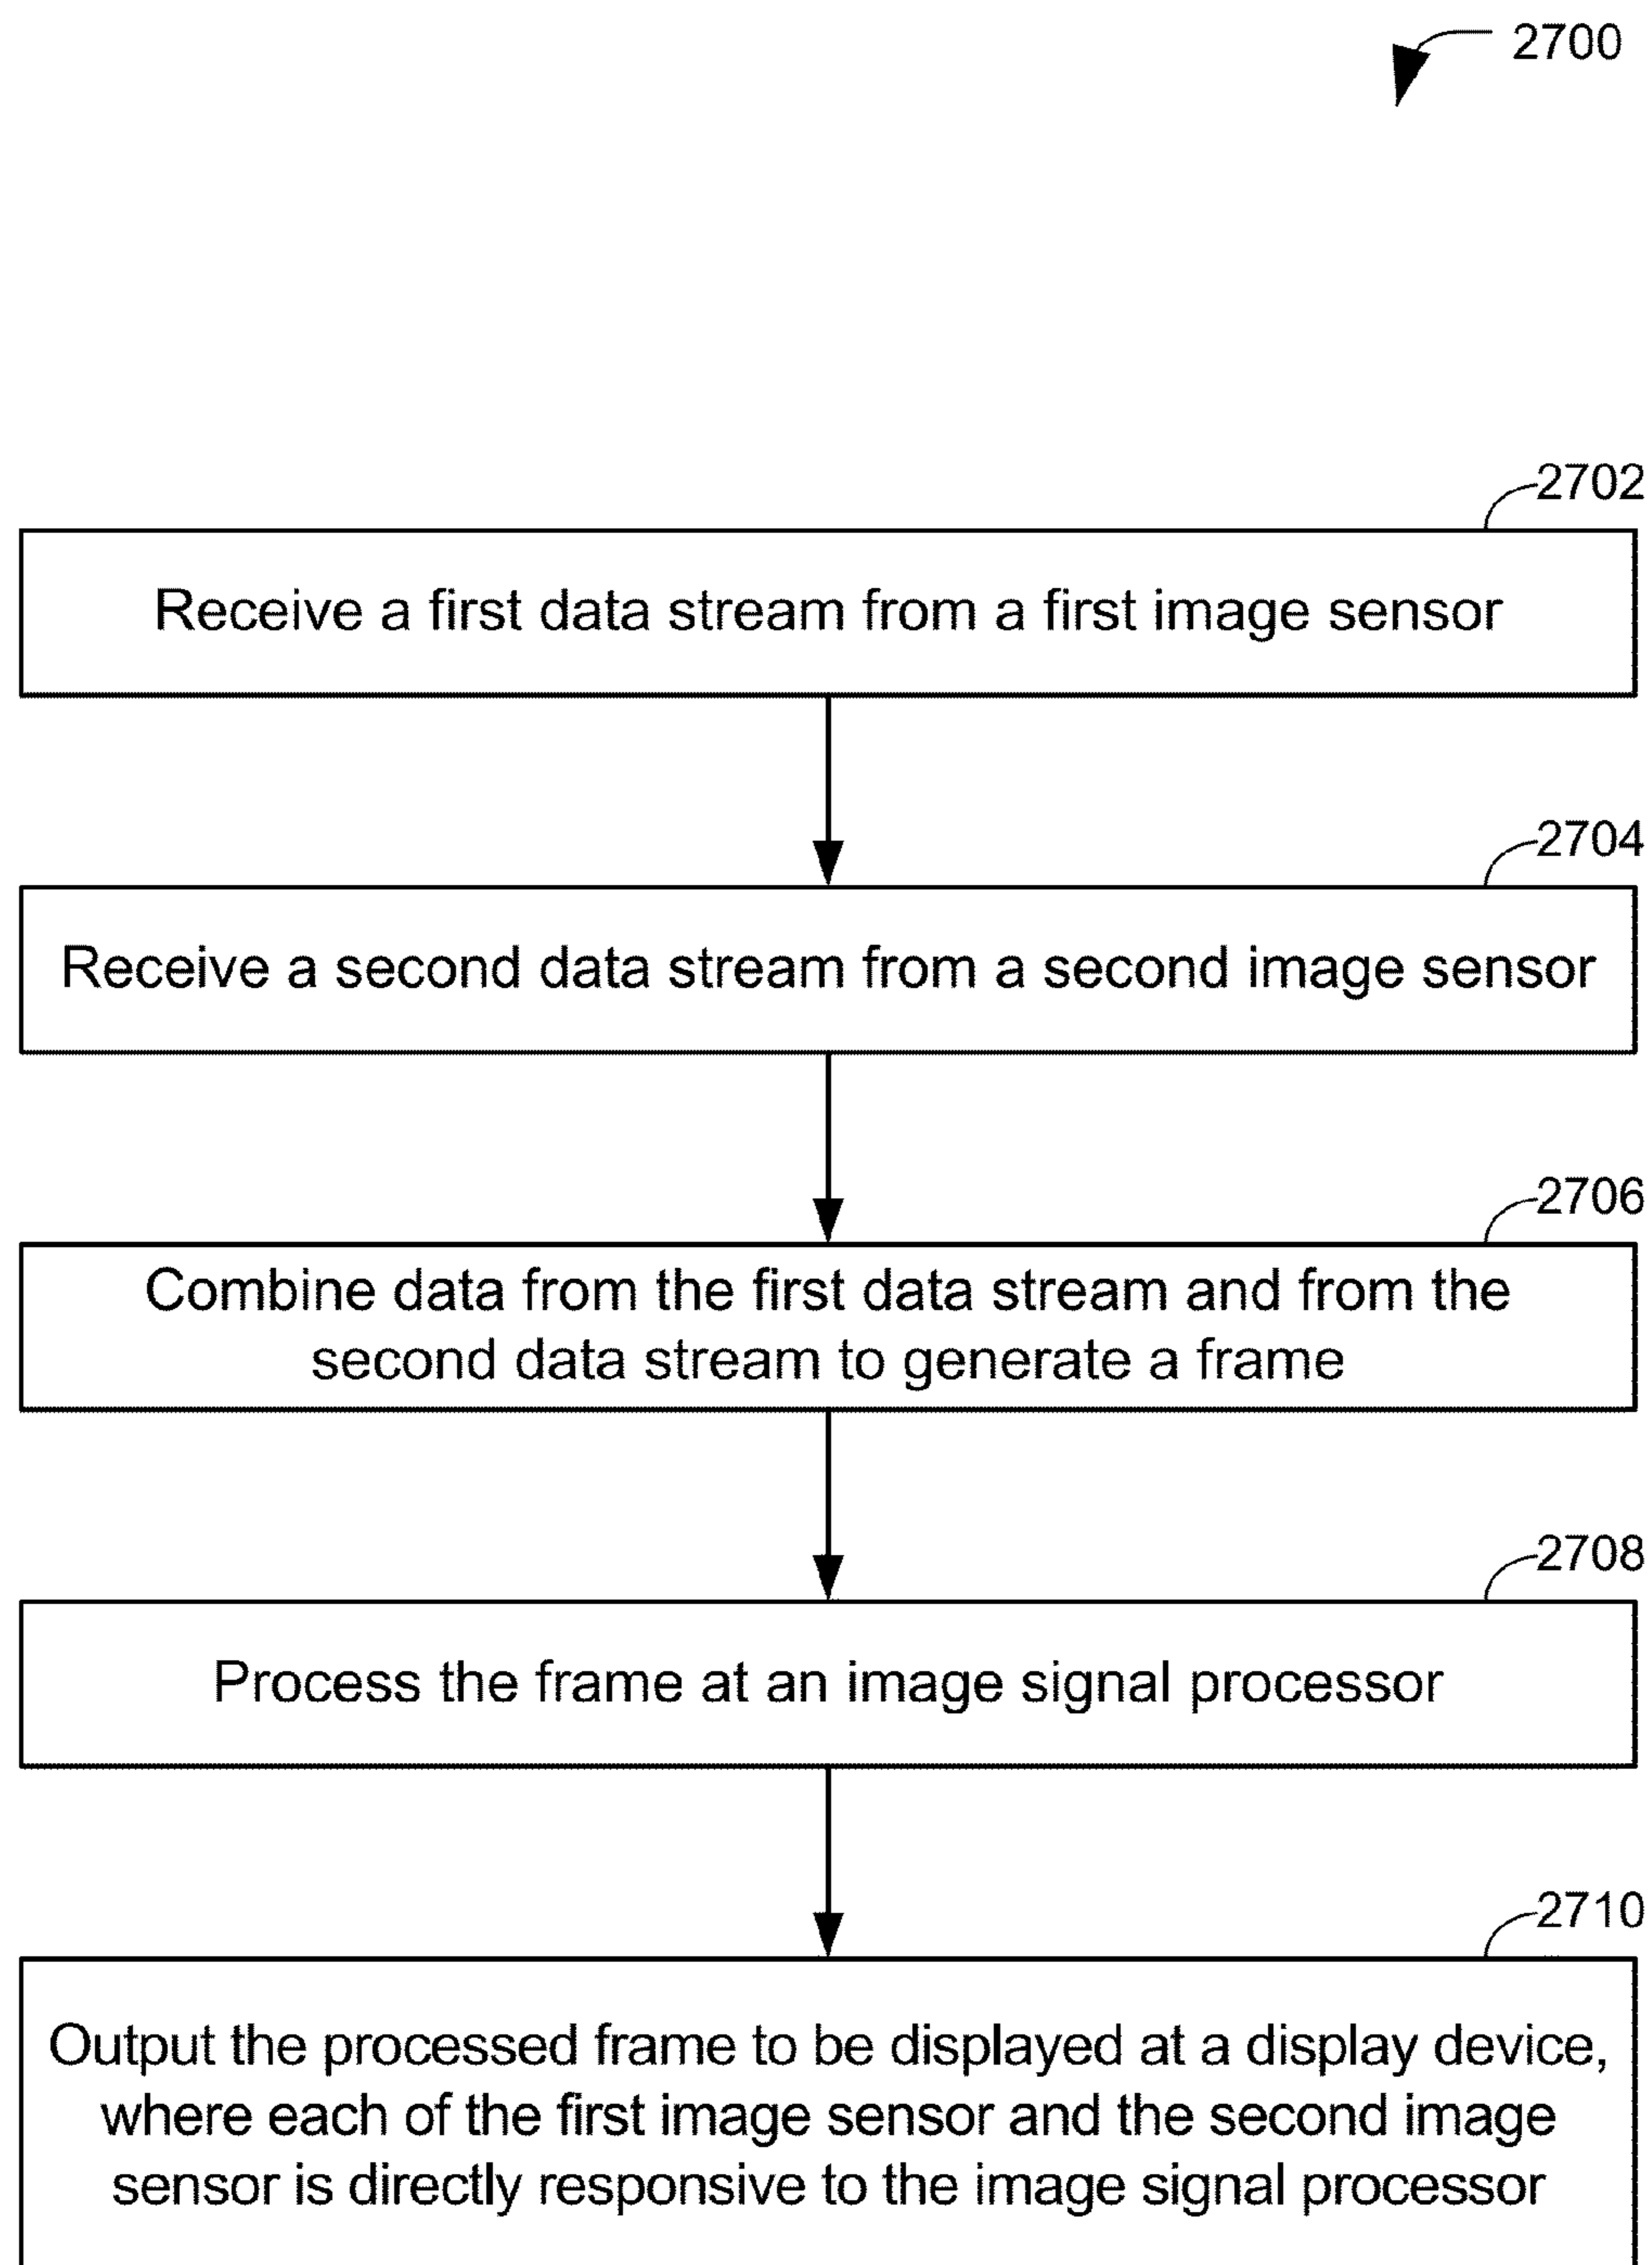 2700
2702
Receive a first data stream from a first image sensor
2704
Receive a second data stream from a second image sensor
2706
Combine data from the first data stream and from the
second data stream to generate a frame
2708
Process the frame at an image signal processor
2710
Output the processed frame to be displayed at a display device,
where each of the first image sensor and the second image
sensor is directly responsive to the image signal processor